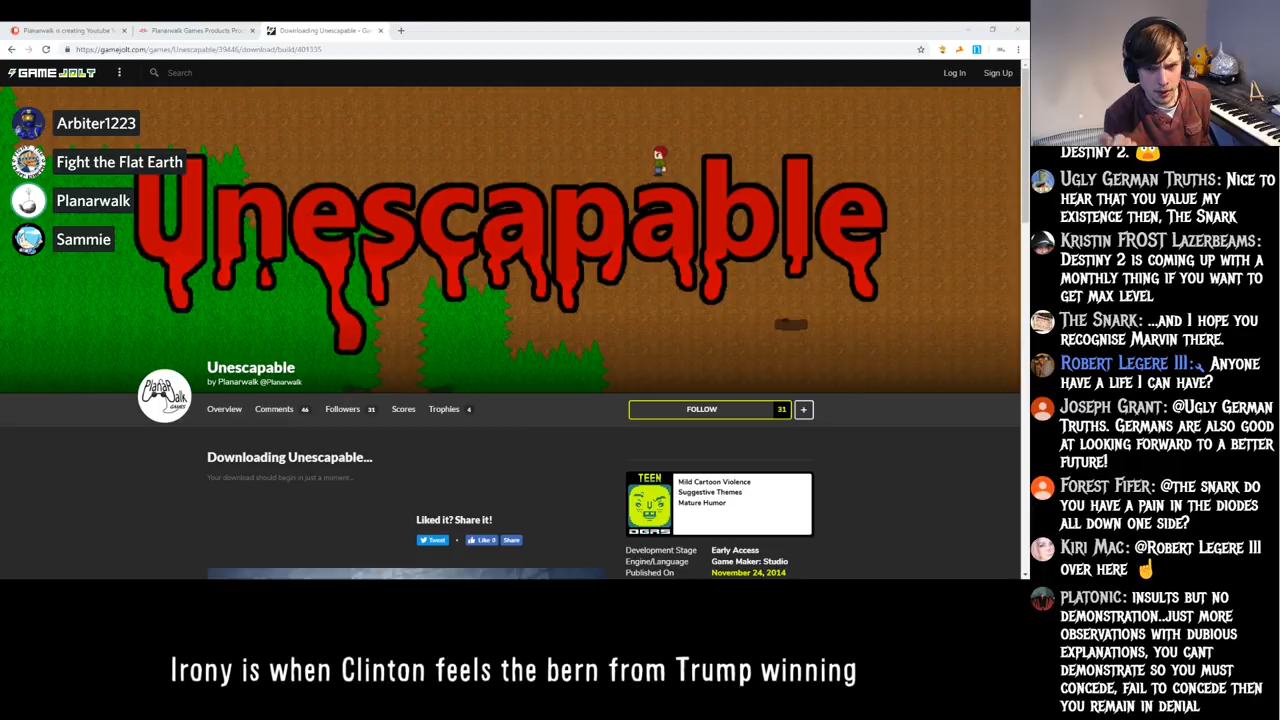 Planarwalk is creating Youtube
Planarwalk Games Products Pro
Downloading Unescapable - Ga
https://gamejolt.com/games/Unescapable/39446/download/build/401335
GAME JOLT
Search
Log In
Sign Up
Arbiter1223
Fight the Flat Earth
Planarwalk
Sammie
Unescapable
Unescapable
by Planarwalk @Planarwalk
Planar Walk Games
Overview
Comments 46
Followers 31
Scores
Trophies 4
FOLLOW 31
+
Downloading Unescapable...
Your download should begin in just a moment...
Liked it? Share it!
Tweet
Like 0
Share
TEEN
DGAS
Mild Cartoon Violence
Suggestive Themes
Mature Humor
Development Stage Early Access
Engine/Language Game Maker: Studio
Published On November 24, 2014
Irony is when Clinton feels the bern from Trump winning
Destiny 2.
Ugly German Truths: Nice to
hear that you value my
existence then, The Snark
Kristin FROST Lazerbeams:
Destiny 2 is coming up with a
monthly thing if you want to
get max level
The Snark: ...and I hope you
recognise Marvin there.
Robert Legere III: Anyone
have a life I can have?
Joseph Grant: @Ugly German
Truths. Germans are also good
at looking forward to a better
future!
Forest Fifer: @The Snark do
you have a pain in the diodes
all down one side?
Kiri Mac: @Robert Legere III
over here
PLATONIC: insults but no
demonstration...just more
observations with dubious
explanations, you cant
demonstrate so you must
concede, fail to concede then
you remain in denial